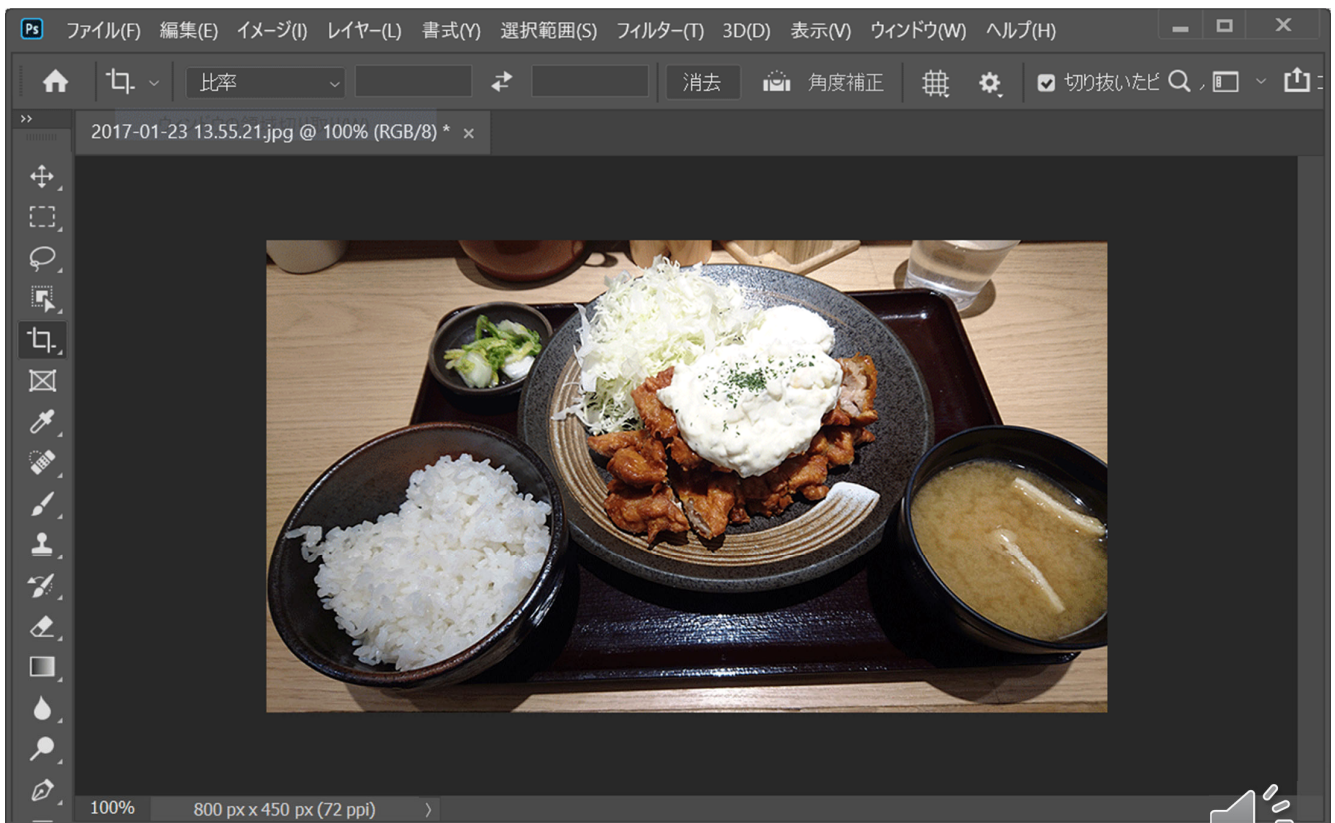 Ps ファイル(F) 編集(E) イメージ(I) レイヤー(L) 書式(Y) 選択範囲(S) フィルター(T) 3D(D) 表示(V) ウィンドウ(W) ヘルプ(H)
比率 消去 角度補正 切り抜いたピ
2017-01-23 13.55.21.jpg @ 100% (RGB/8) * ×
100% 800 px x 450 px (72 ppi)